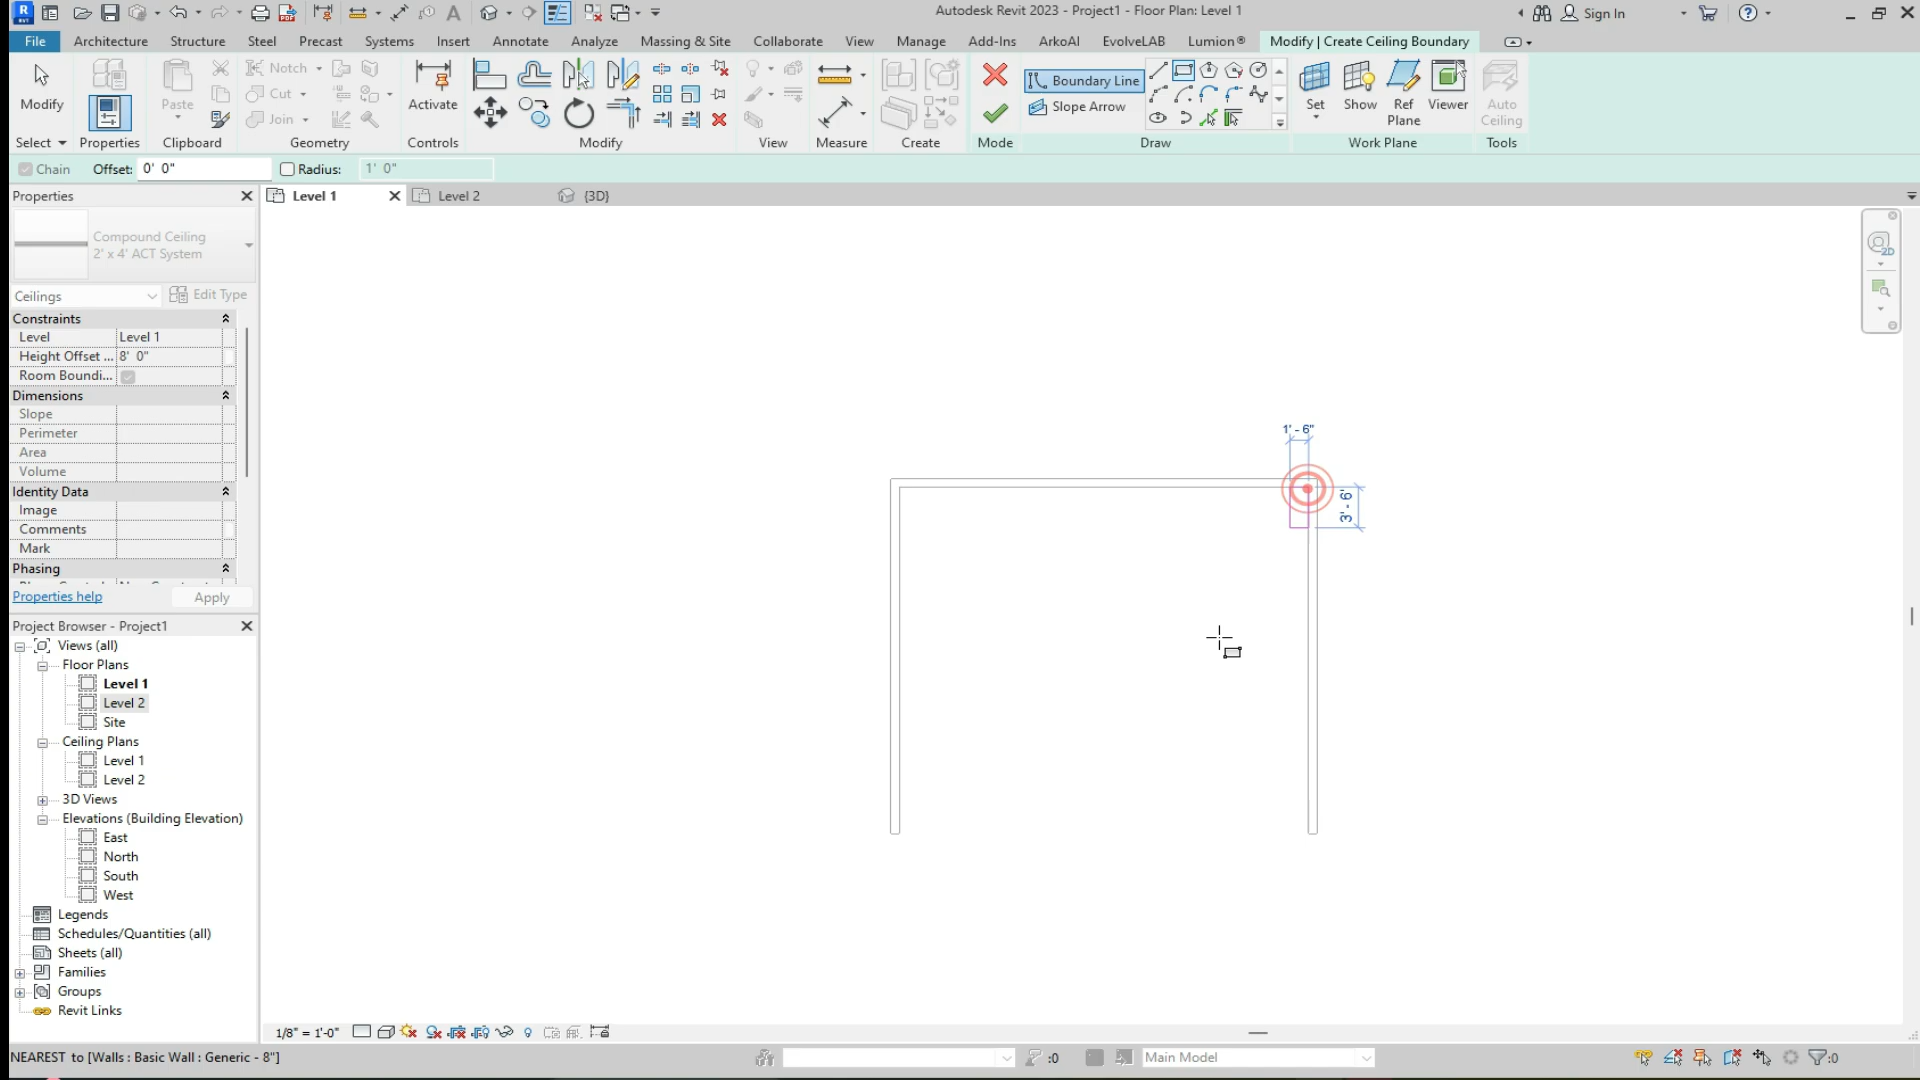 Autodesk Revit 2023 - Project1 - Floor Plan: Level 1
Sign In
File Architecture Structure Steel Precast Systems Insert Annotate Analyze Massing & Site Collaborate View Manage Add-Ins ArkoAI EvolveLAB Lumion® Modify | Create Ceiling Boundary
Modify
Paste
Notch
Cut
Join
Activate
Boundary Line
Slope Arrow
Set
Show
Ref
Plane
Viewer
Auto
Ceiling
Select Properties Clipboard Geometry Controls Modify View Measure Create Mode Draw Work Plane Tools
Chain Offset: 0' 0" Radius: 1' 0"
Properties
Level 1 Level 2 {3D}
Compound Ceiling
2' x 4' ACT System
Ceilings Edit Type
Constraints
Level Level 1
Height Offset ... 8' 0"
Room Boundi...
Dimensions
Slope
Perimeter
Area
Volume
Identity Data
Image
Comments
Mark
Phasing
Properties help Apply
1' - 6"
3' - 6'
Project Browser - Project1
Views (all)
Floor Plans
Level 1
Level 2
Site
Ceiling Plans
Level 1
Level 2
3D Views
Elevations (Building Elevation)
East
North
South
West
Legends
Schedules/Quantities (all)
Sheets (all)
Families
Groups
Revit Links
1/8" = 1'-0"
NEAREST to [Walls : Basic Wall : Generic - 8"]
:0
Main Model
:0